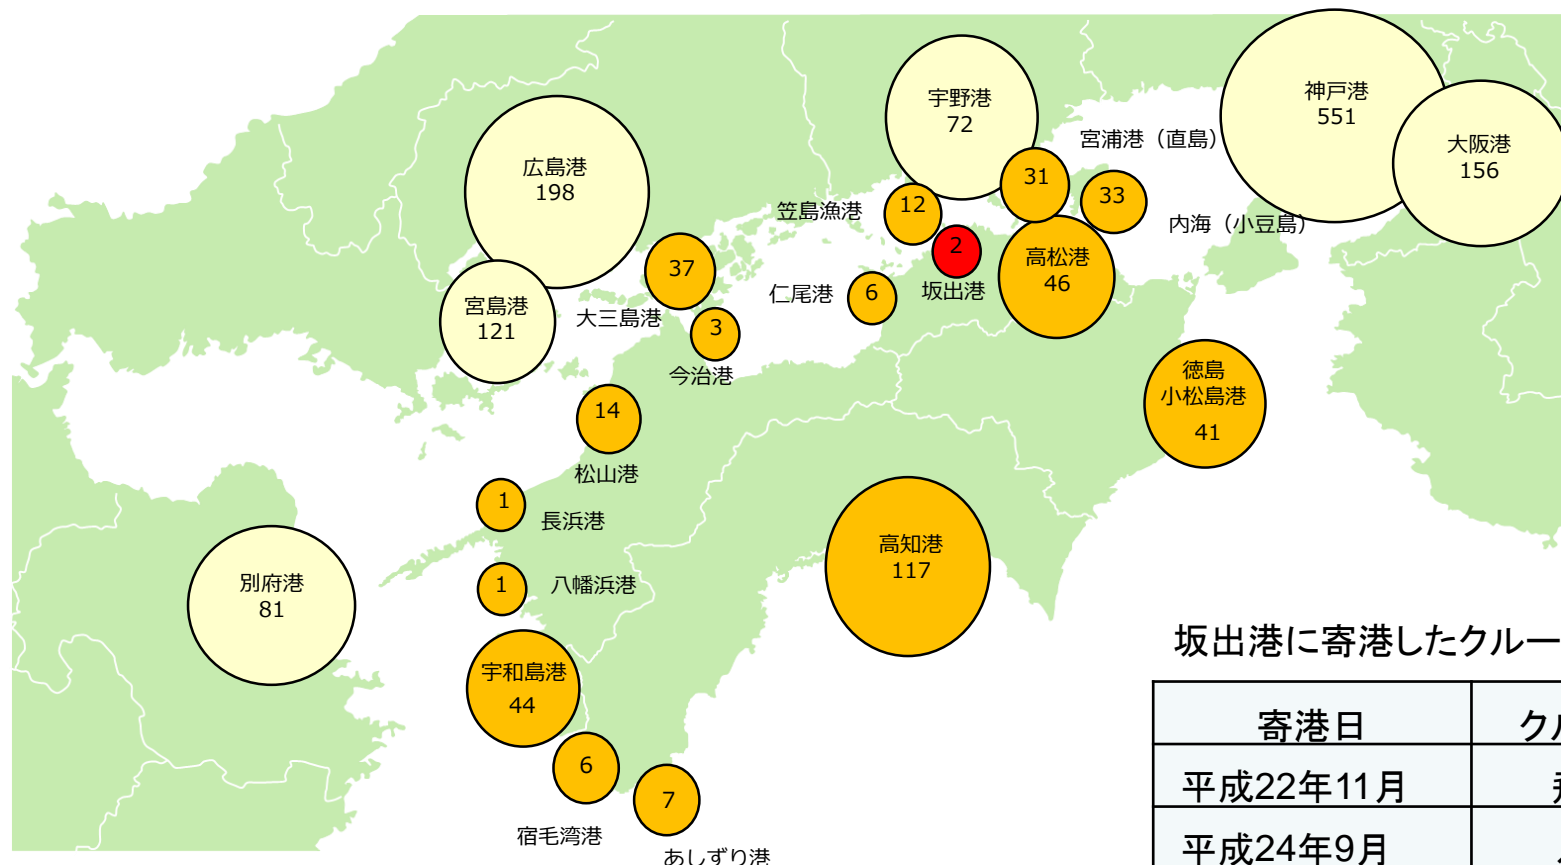 神戸港
551
宇野港
72
大阪港
156
宮浦港（直島）
広島港
198
31
33
笠島漁港
12
内海（小豆島）
2
高松港
46
37
坂出港
仁尾港
6
宮島港
121
大三島港
3
今治港
徳島
小松島港
41
14
松山港
1
長浜港
高知港
117
別府港
81
1
八幡浜港
宇和島港
44
6
宿毛湾港
7
あしずり港
坂出港に寄港したクルー
寄港日
ク
平成22年11月
平成24年9月